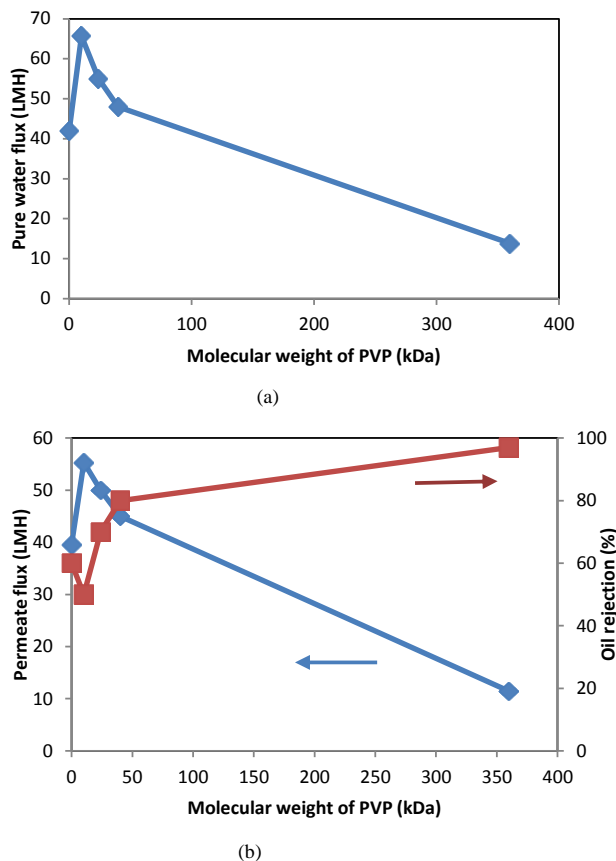 70
60
50
40
30
20
10
0
Pure water flux (LMH)
0 100 200 300 400
Molecular weight of PVP (kDa)
(a)
60
50
40
30
20
10
0
Permeate flux (LMH)
100
80
60
40
20
0
Oil rejection (%)
0 50 100 150 200 250 300 350 400
Molecular weight of PVP (kDa)
(b)